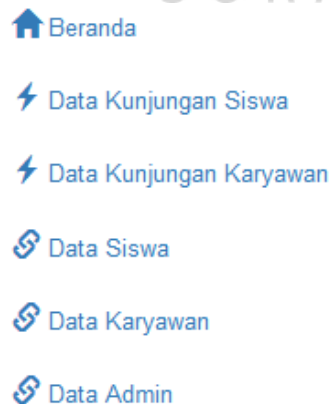 Beranda
Data Kunjungan Siswa
Data Kunjungan Karyawan
Data Siswa
Data Karyawan
Data Admin